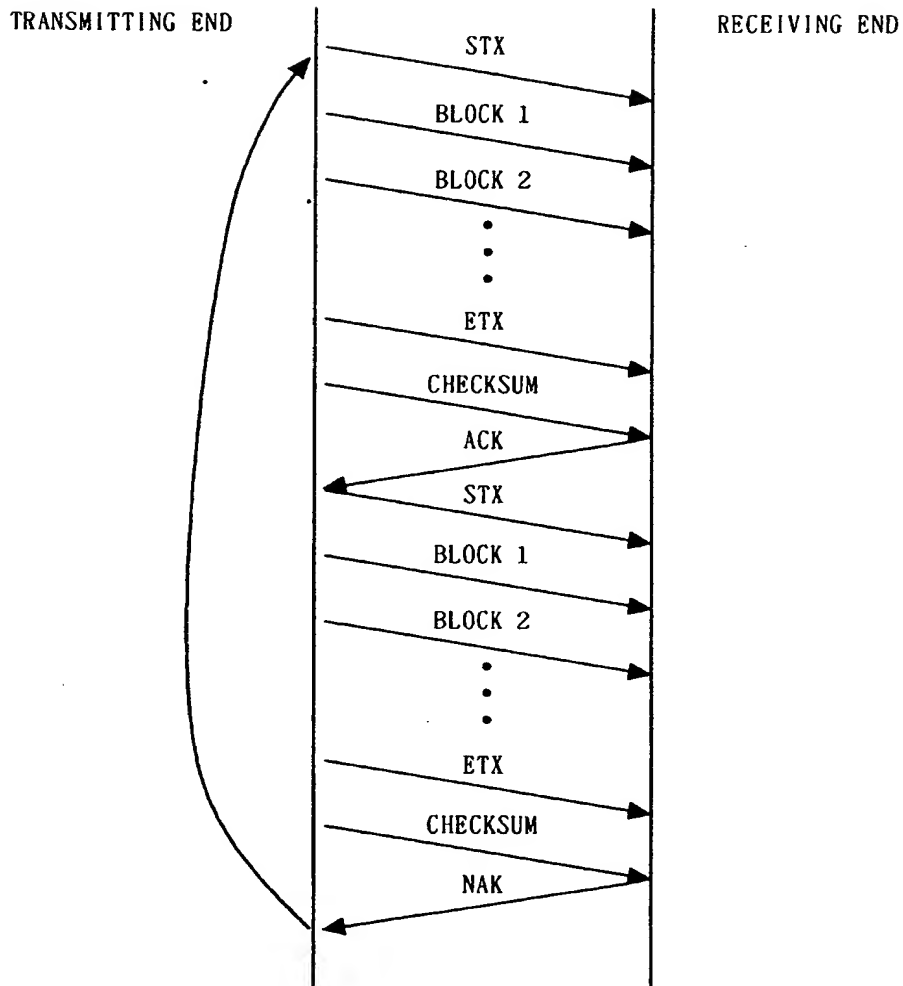 TRANSMITTING END
RECEIVING END
STX
BLOCK 1
BLOCK 2
ETX
CHECKSUM
ACK
STX
BLOCK 1
BLOCK 2
ETX
CHECKSUM
NAK